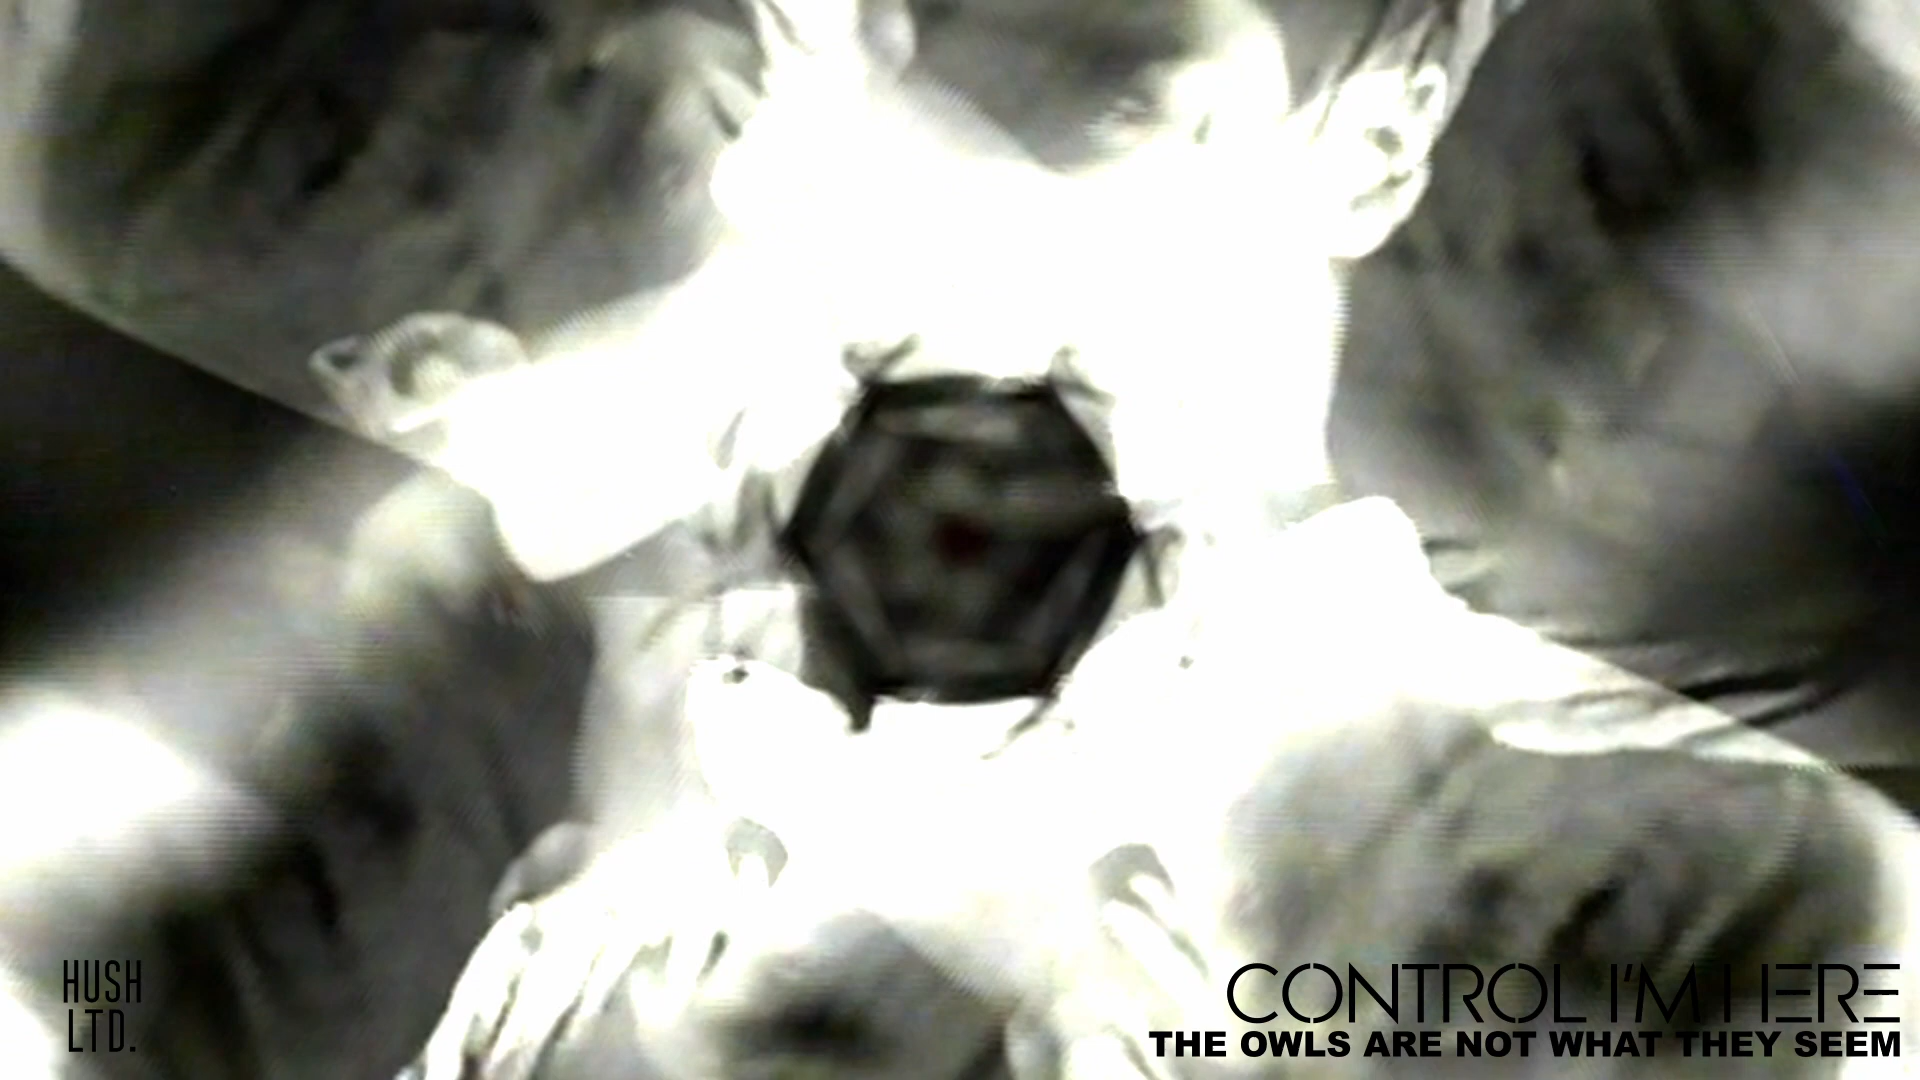 HUSH
LTD.
CONTROL I'M HERE
THE OWLS ARE NOT WHAT THEY SEEM